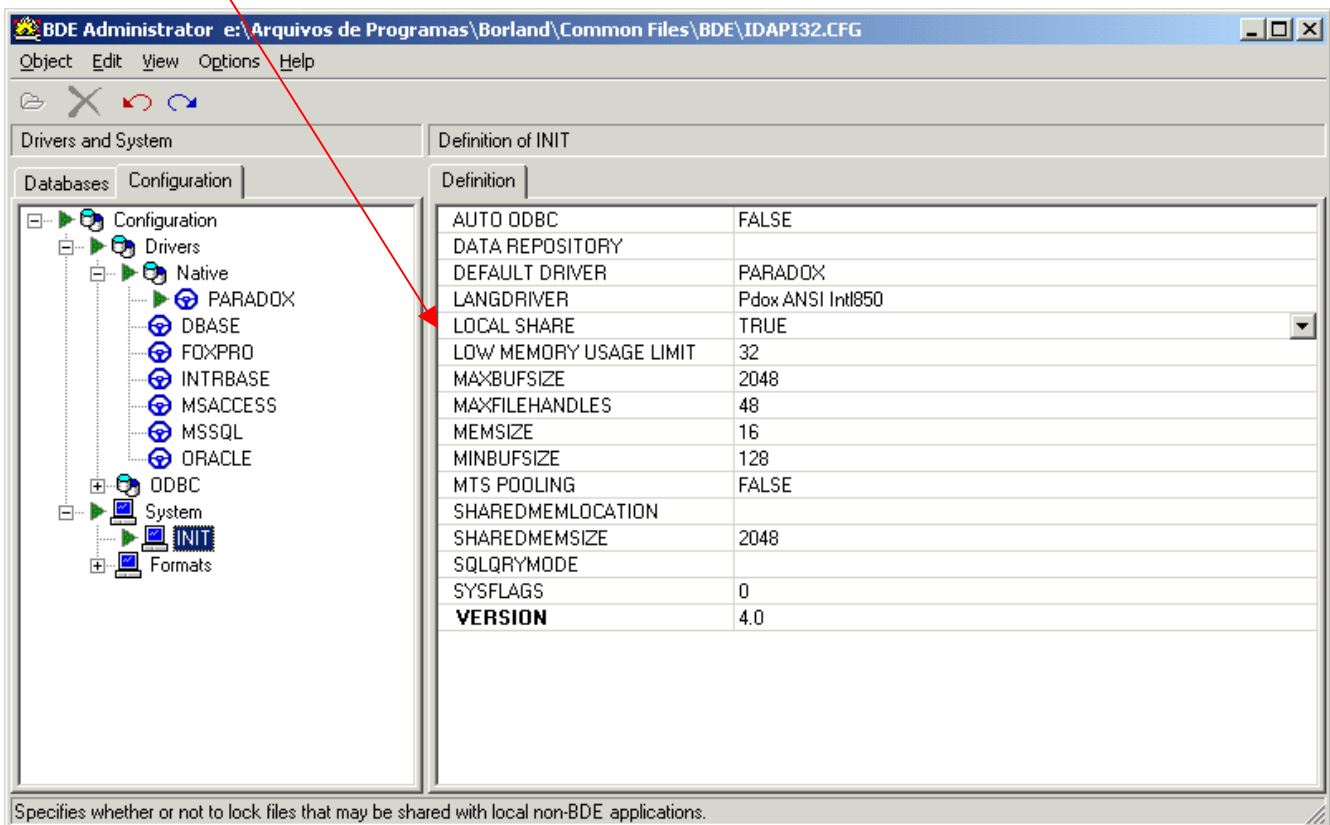 BDE Administrator e:\Arquivos de Programas\Borland\Common Files\BDE\IDAPI32.CFG
Object Edit View Options Help
Drivers and System
Definition of INIT
Databases Configuration
Definition
Configuration
Drivers
Native
PARADOX
DBASE
FOXPRO
INTRBASE
MSACCESS
MSSQL
ORACLE
ODBC
System
INIT
Formats
AUTO ODBC FALSE
DATA REPOSITORY
DEFAULT DRIVER PARADOX
LANGDRIVER Pdox ANSI Intl850
LOCAL SHARE TRUE
LOW MEMORY USAGE LIMIT 32
MAXBUFSIZE 2048
MAXFILEHANDLES 48
MEMSIZE 16
MINBUFSIZE 128
MTS POOLING FALSE
SHAREDMEMLOCATION
SHAREDMEMSIZE 2048
SQLQRYMODE
SYSFLAGS 0
VERSION 4.0
Specifies whether or not to lock files that may be shared with local non-BDE applications.